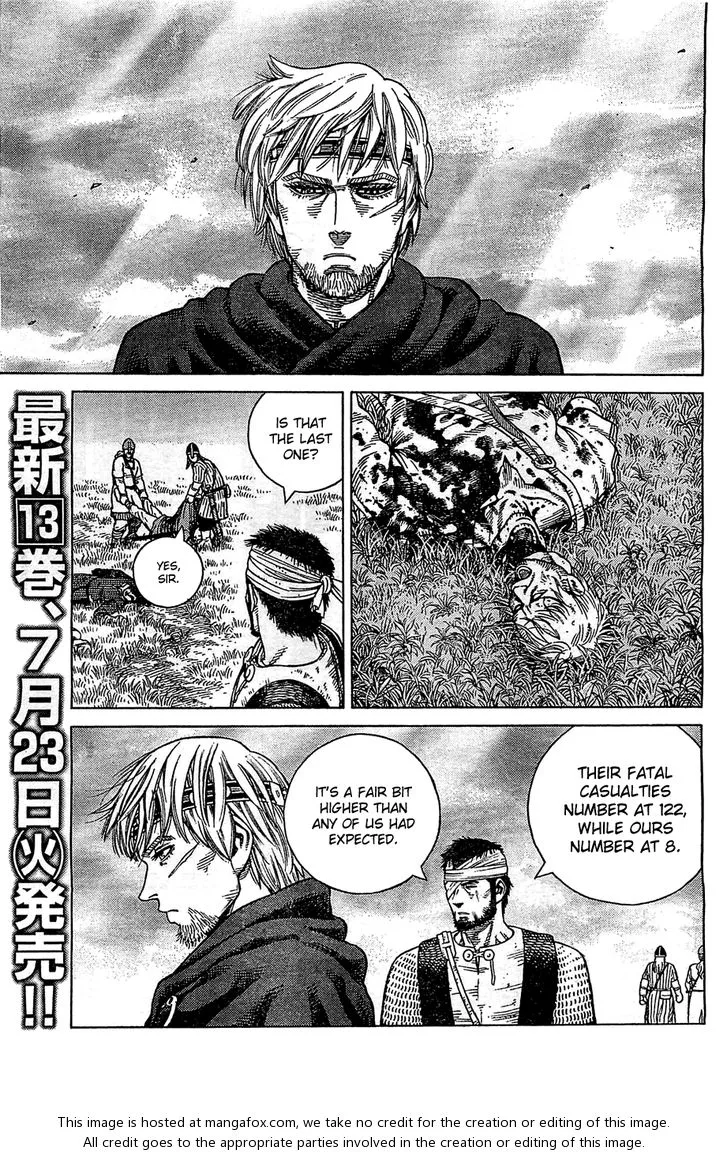 最新13巻、7月23日(火)発売!!
IS THAT
THE LAST
ONE?
YES,
SIR.
THEIR FATAL
CASUALTIES
NUMBER AT 122,
WHILE OURS
NUMBER AT 8.
IT'S A FAIR BIT
HIGHER THAN
ANY OF US HAD
EXPECTED.
This image is hosted at mangafox.com, we take no credit for the creation or editing of this image.
All credit goes to the appropriate parties involved in the creation or editing of this image.